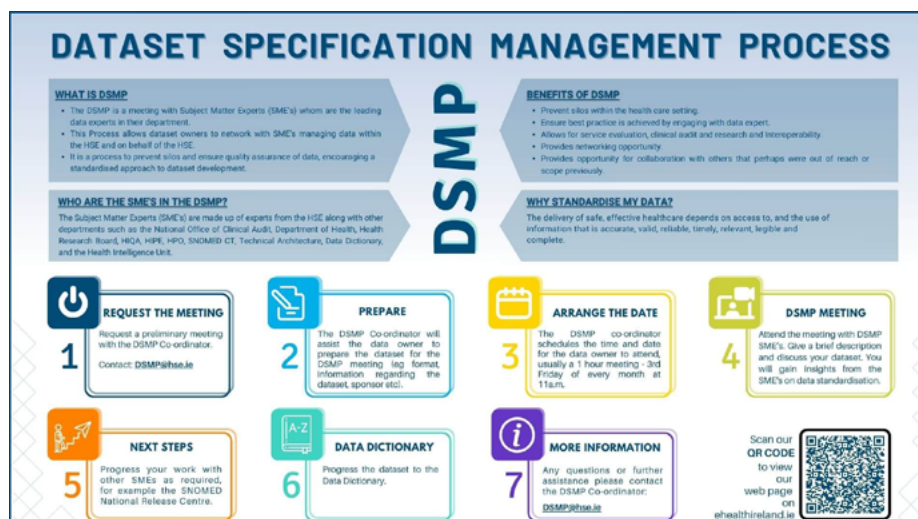 DATASET SPECIFICATION MANAGEMENT PROCESS
WHAT IS DSMP
• The DSMP is a meeting with Subject Matter Experts (SME's) whom are the leading
data experts in their department.
• This Process allows dataset owners to network with SME's managing data within
the HSE and on behalf of the HSE.
• It is a process to prevent silos and ensure quality assurance of data, encouraging a
standardised approach to dataset development.
WHO ARE THE SME'S IN THE DSMP?
The Subject Matter Experts (SME's) are made up of experts from the HSE along with other
departments such as the National Office of Clinical Audit, Department of Health, Health
Research Board, HIQA, HIPE, HPO, SNOMED CT, Technical Architecture, Data Dictionary,
and the Health Intelligence Unit.
DSMP
BENEFITS OF DSMP
• Prevent silos within the health care setting.
• Ensure best practice is achieved by engaging with data expert.
• Allows for service evaluation, clinical audit and research and interoperability.
• Provides networking opportunity.
• Provides opportunity for collaboration with others that perhaps were out of reach or
scope previously.
WHY STANDARDISE MY DATA?
The delivery of safe, effective healthcare depends on access to, and the use of
information that is accurate, valid, reliable, timely, relevant, legible and
complete.
1
REQUEST THE MEETING
Request a preliminary meeting
with the DSMP Co-ordinator.
Contact: DSMP@hse.ie
2
PREPARE
The DSMP Co-ordinator will
assist the data owner to
prepare the dataset for the
DSMP meeting (eg format,
information regarding the
dataset, sponsor etc).
3
ARRANGE THE DATE
The DSMP co-ordinator
schedules the time and date
for the data owner to attend,
usually a 1 hour meeting - 3rd
Friday of every month at
11a.m.
4
DSMP MEETING
Attend the meeting with DSMP
SME's. Give a brief description
and discuss your dataset. You
will gain insights from the
SME's on data standardisation.
5
NEXT STEPS
Progress your work with
other SMEs as required,
for example the SNOMED
National Release Centre.
A-Z
6
DATA DICTIONARY
Progress the dataset to the
Data Dictionary.
7
MORE INFORMATION
Any questions or further
assistance please contact
the DSMP Co-ordinator:
DSMP@hse.ie
Scan our
QR CODE
to view
our
web page
on
ehealthireland.ie